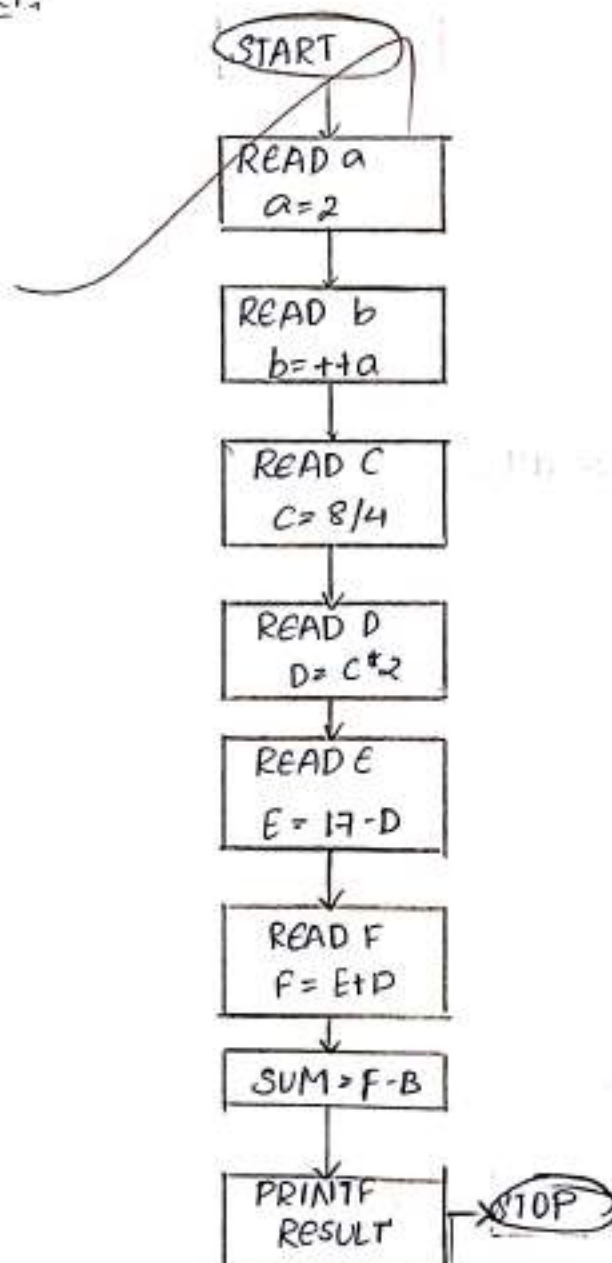 START
READ a
a=2
READ b
b=++a
READ C
C=8/4
READ D
D=C*2
READ E
E=17-D
READ F
F=E+D
SUM=F-B
PRINTF
RESULT
STOP